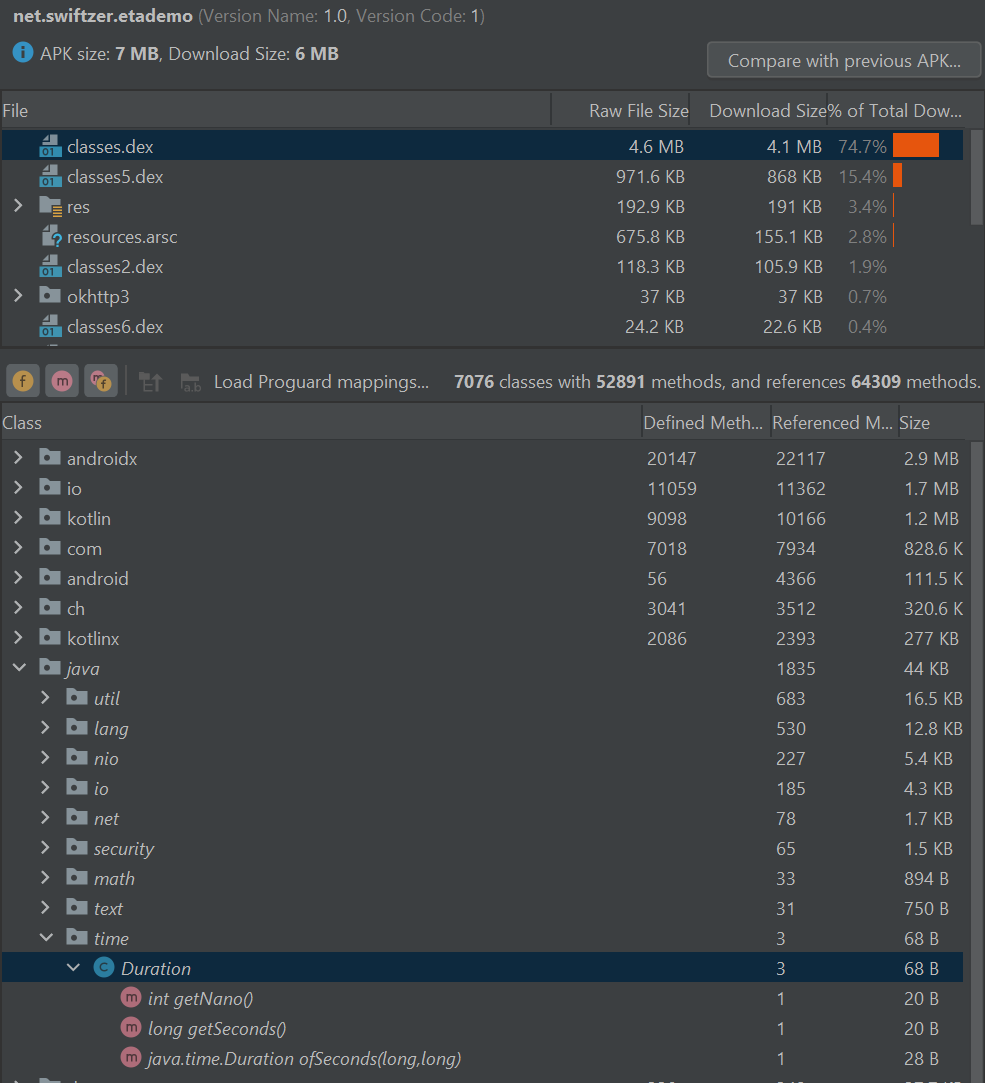 net.swiftzer.etademo (Version Name: 1.0, Version Code: 1)
APK size: 7 MB, Download Size: 6 MB
Compare with previous APK...
File Raw File Size Download Size % of Total Dow...
classes.dex 4.6 MB 4.1 MB 74.7%
classes5.dex 971.6 KB 868 KB 15.4%
res 192.9 KB 191 KB 3.4%
resources.arsc 675.8 KB 155.1 KB 2.8%
classes2.dex 118.3 KB 105.9 KB 1.9%
okhttp3 37 KB 37 KB 0.7%
classes6.dex 24.2 KB 22.6 KB 0.4%
Load Proguard mappings... 7076 classes with 52891 methods, and references 64309 methods.
Class Defined Meth... Referenced M... Size
androidx 20147 22117 2.9 MB
io 11059 11362 1.7 MB
kotlin 9098 10166 1.2 MB
com 7018 7934 828.6 K
android 56 4366 111.5 K
ch 3041 3512 320.6 K
kotlinx 2086 2393 277 KB
java 1835 44 KB
util 683 16.5 KB
lang 530 12.8 KB
nio 227 5.4 KB
io 185 4.3 KB
net 78 1.7 KB
security 65 1.5 KB
math 33 894 B
text 31 750 B
time 3 68 B
Duration 3 68 B
int getNano() 1 20 B
long getSeconds() 1 20 B
java.time.Duration ofSeconds(long,long) 1 28 B